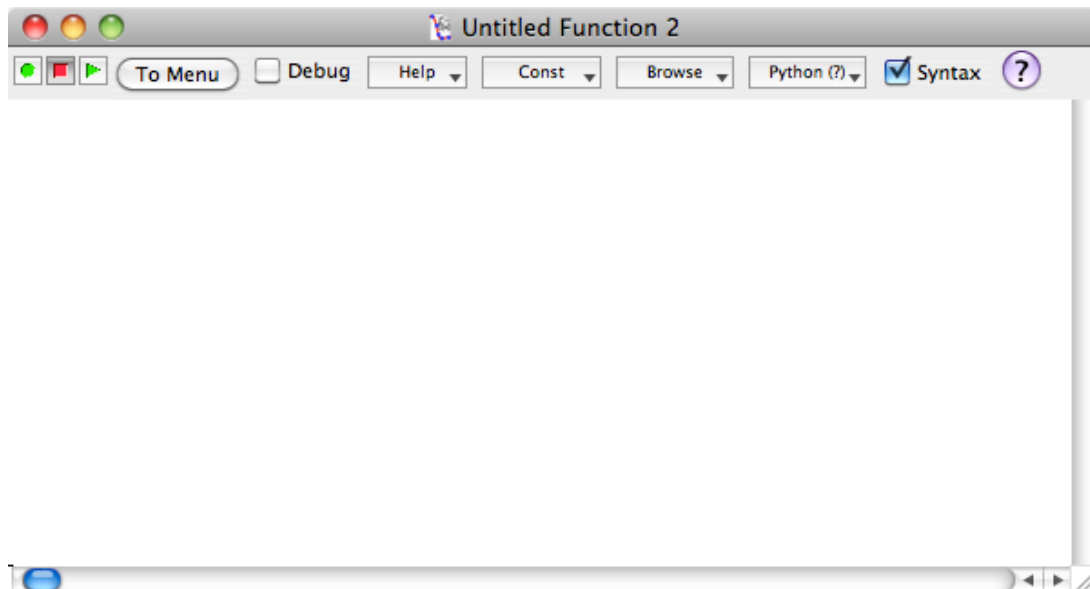 Untitled Function 2
To Menu Debug Help Const Browse Python (?) Syntax ?